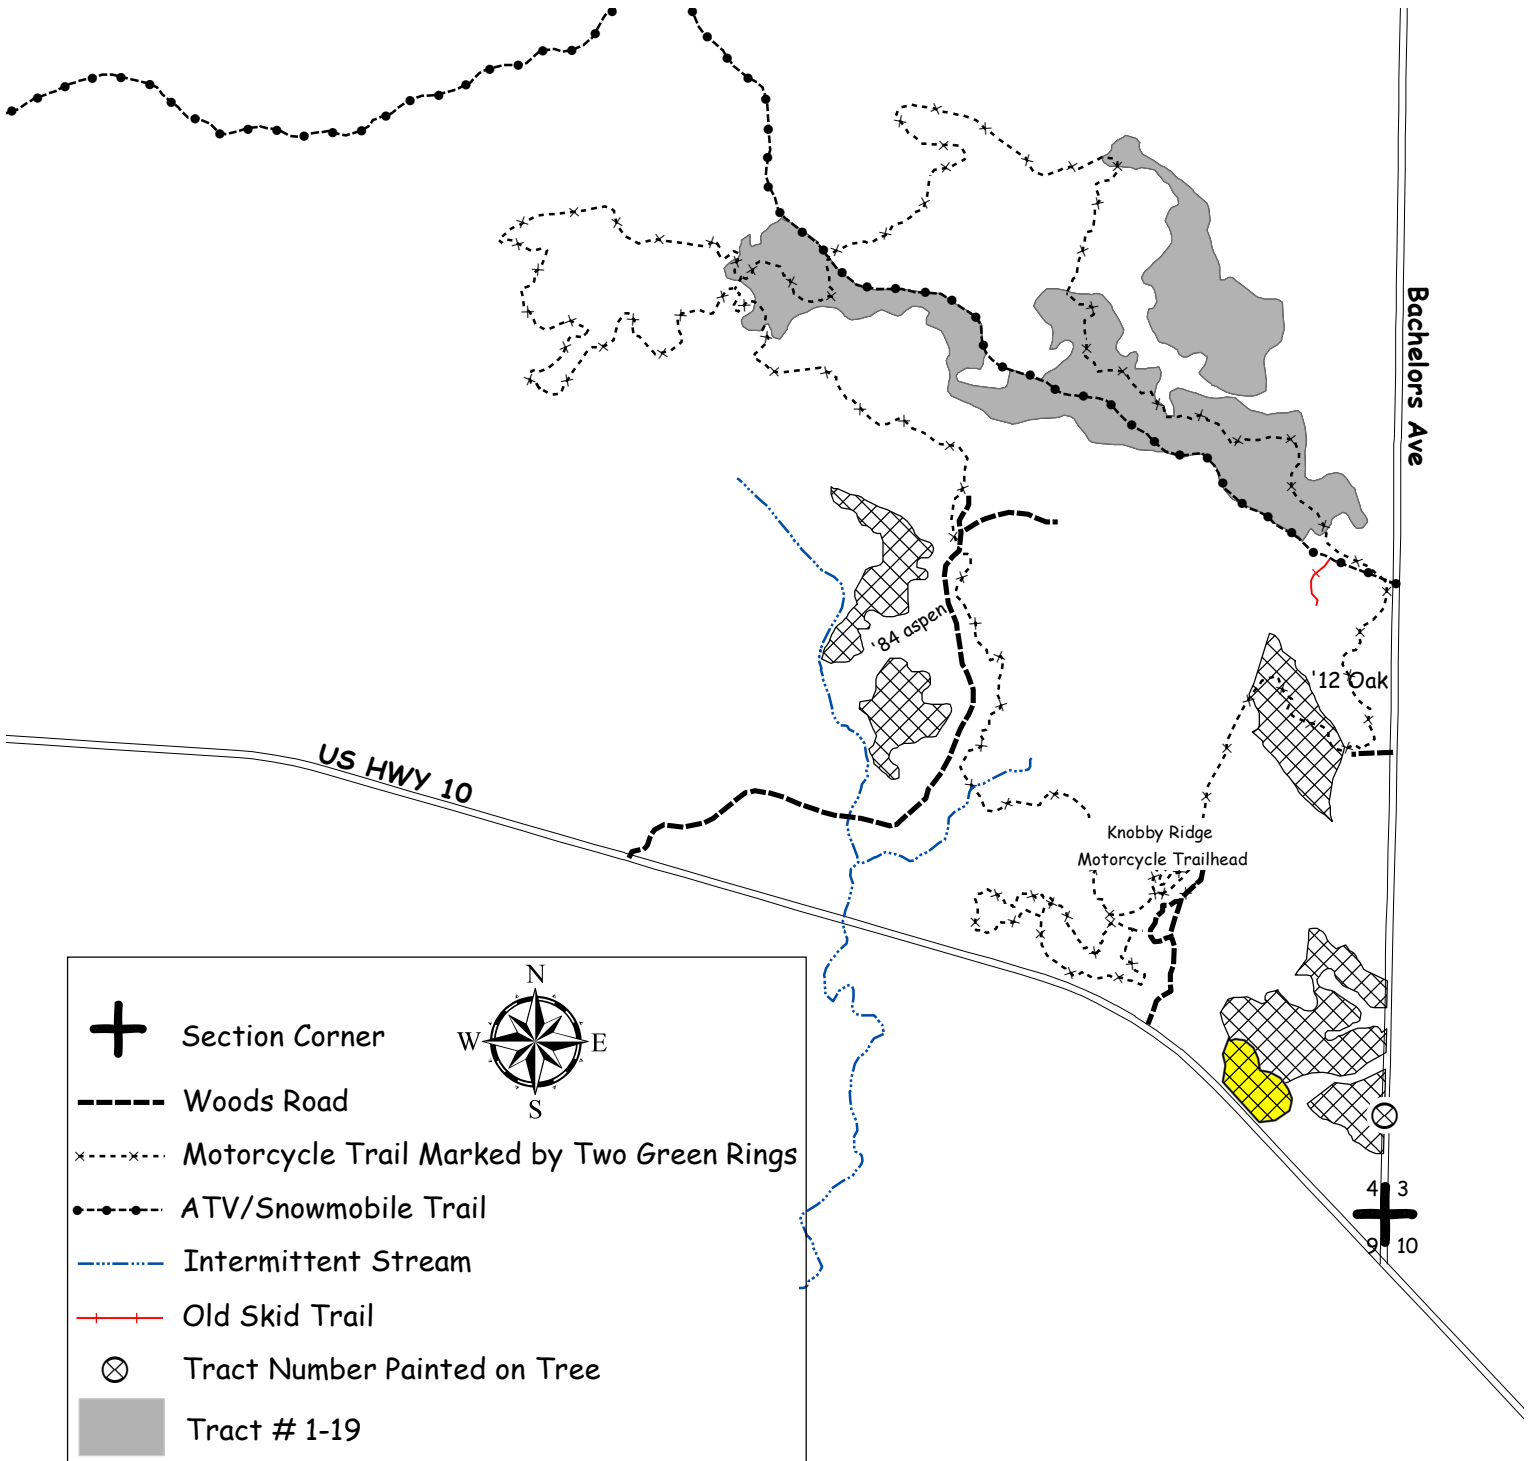 Bachelors Ave
'84 aspen
'12 Oak
US HWY 10
Knobby Ridge
Motorcycle Trailhead
N
W E
S
Section Corner
Woods Road
Motorcycle Trail Marked by Two Green Rings
ATV/Snowmobile Trail
Intermittent Stream
Old Skid Trail
Tract Number Painted on Tree
Tract # 1-19
4 3
9 10